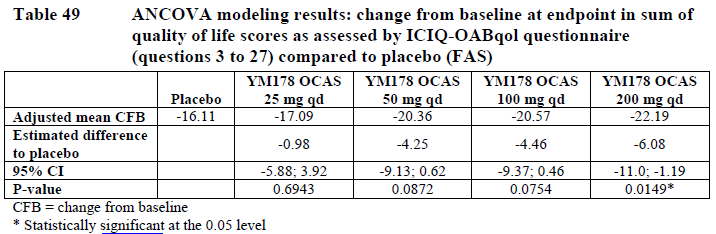 Table 49 ANCOVA modeling results: change from baseline at endpoint in sum of
quality of life scores as assessed by ICIQ-OABqol questionnaire
(questions 3 to 27) compared to placebo (FAS)
Placebo YM178 OCAS 25 mg qd YM178 OCAS 50 mg qd YM178 OCAS 100 mg qd YM178 OCAS 200 mg qd
Adjusted mean CFB -16.11 -17.09 -20.36 -20.57 -22.19
Estimated difference to placebo -0.98 -4.25 -4.46 -6.08
95% CI -5.88; 3.92 -9.13; 0.62 -9.37; 0.46 -11.0; -1.19
P-value 0.6943 0.0872 0.0754 0.0149*
CFB = change from baseline
* Statistically significant at the 0.05 level